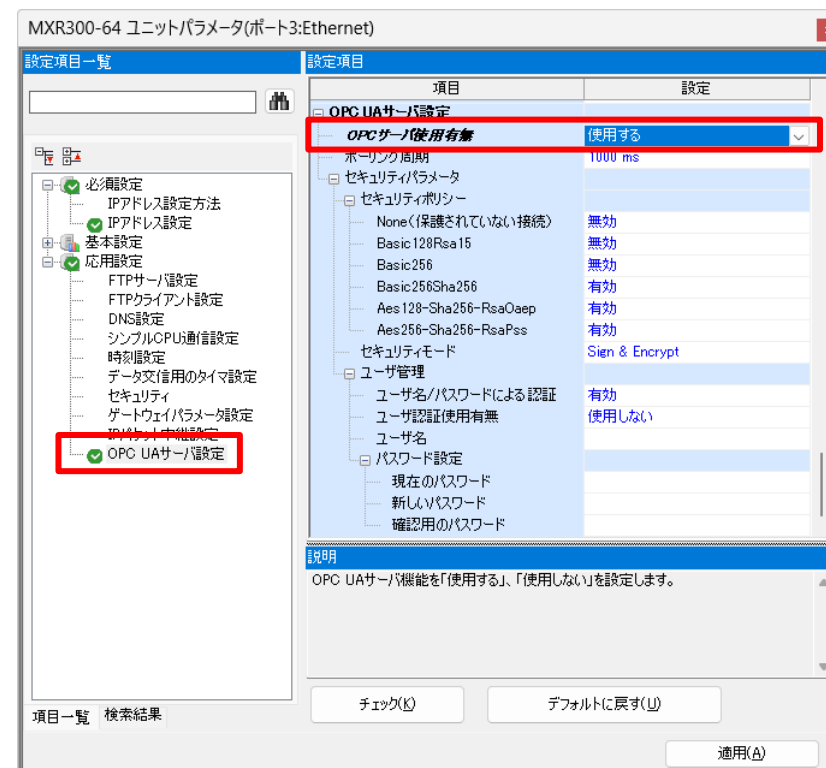 MXR300-64 ユニットパラメータ(ポート3:Ethernet)
設定項目一覧
必須設定
IPアドレス設定方法
IPアドレス設定
基本設定
応用設定
FTPサーバ設定
FTPクライアント設定
DNS設定
シンプルCPU通信設定
時刻設定
データ交信用のタイマ設定
セキュリティ
ゲートウェイパラメータ設定
IPパケット中継設定
OPC UAサーバ設定
項目一覧 検索結果
設定項目
項目 設定
OPC UAサーバ設定
OPCサーバ使用有無 使用する
ポーリング周期 1000 ms
セキュリティパラメータ
セキュリティポリシー
None(保護されていない接続) 無効
Basic128Rsa15 無効
Basic256 無効
Basic256Sha256 有効
Aes128-Sha256-RsaOaep 有効
Aes256-Sha256-RsaPss 有効
セキュリティモード Sign & Encrypt
ユーザ管理
ユーザ名/パスワードによる認証 有効
ユーザ認証使用有無 使用しない
ユーザ名
パスワード設定
現在のパスワード
新しいパスワード
確認用のパスワード
説明
OPC UAサーバ機能を「使用する」、「使用しない」を設定します。
チェック(K) デフォルトに戻す(U)
適用(A)